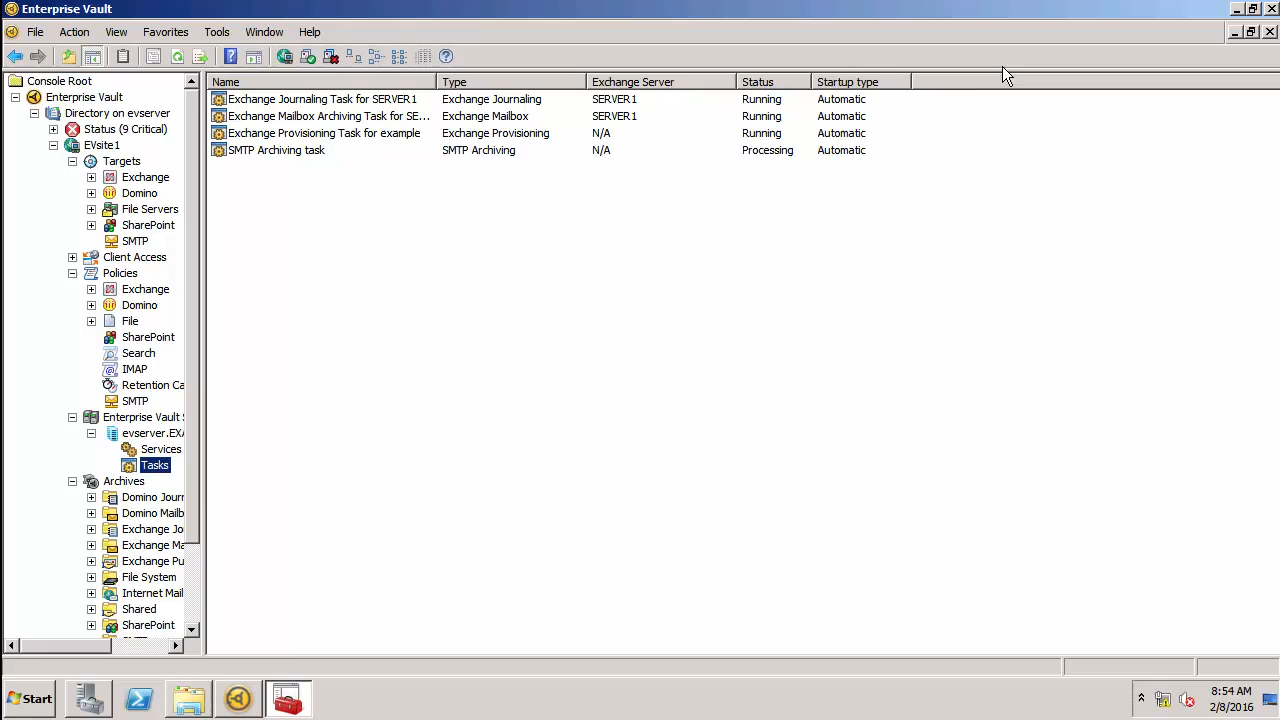 Enterprise Vault
File Action View Favorites Tools Window Help
Console Root
Enterprise Vault
Directory on evserver
Status (9 Critical)
EVsite1
Targets
Exchange
Domino
File Servers
SharePoint
SMTP
Client Access
Policies
Exchange
Domino
File
SharePoint
Search
IMAP
Retention Ca
SMTP
Enterprise Vault S
evserver.EXA
Services
Tasks
Archives
Domino Journ
Domino Mailb
Exchange Jo
Exchange Ma
Exchange Pu
File System
Internet Mail
Shared
SharePoint
Name Type Exchange Server Status Startup type
Exchange Journaling Task for SERVER1 Exchange Journaling SERVER1 Running Automatic
Exchange Mailbox Archiving Task for SE... Exchange Mailbox SERVER1 Running Automatic
Exchange Provisioning Task for example Exchange Provisioning N/A Running Automatic
SMTP Archiving task SMTP Archiving N/A Processing Automatic
Start
8:54 AM
2/8/2016